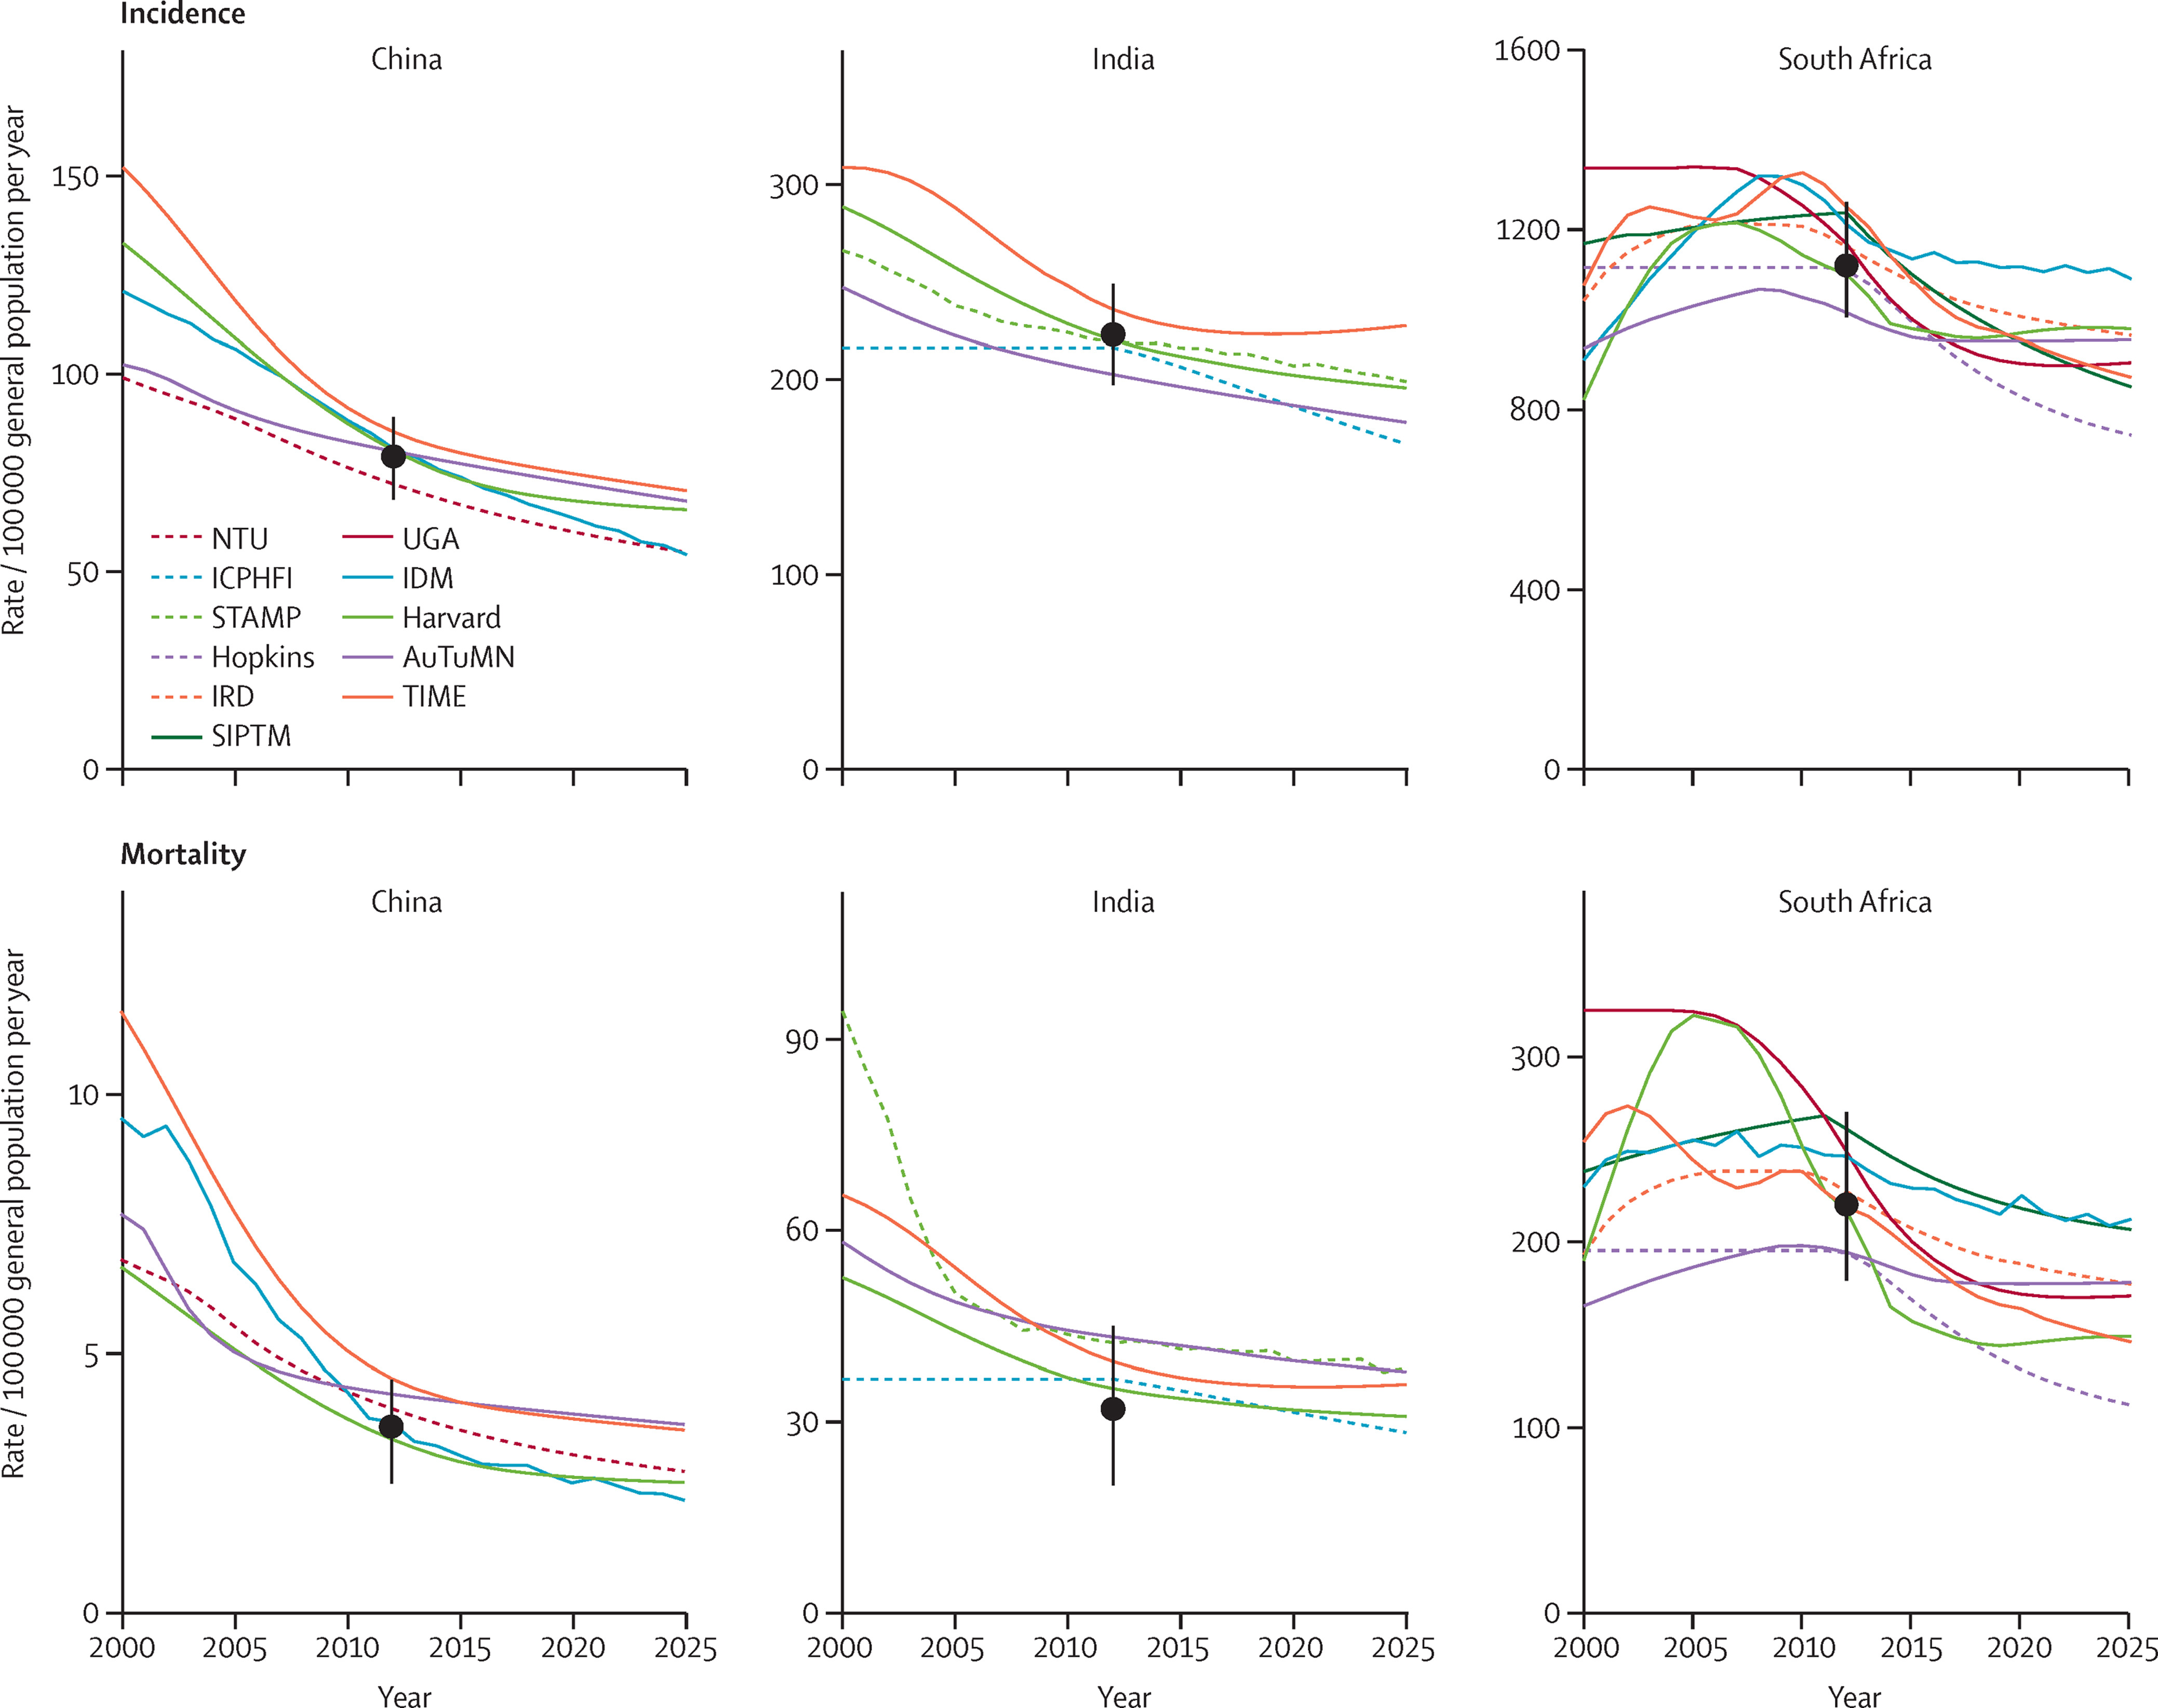 Incidence
China
India
South Africa
Rate / 100 000 general population per year
150
100
50
0
300
200
100
0
1600
1200
800
400
0
NTU
ICPHFI
STAMP
Hopkins
IRD
SIPTM
UGA
IDM
Harvard
AuTuMN
TIME
Mortality
China
India
South Africa
Rate / 100 000 general population per year
10
5
0
90
60
30
0
300
200
100
0
2000 2005 2010 2015 2020 2025
2000 2005 2010 2015 2020 2025
2000 2005 2010 2015 2020 2025
Year
Year
Year